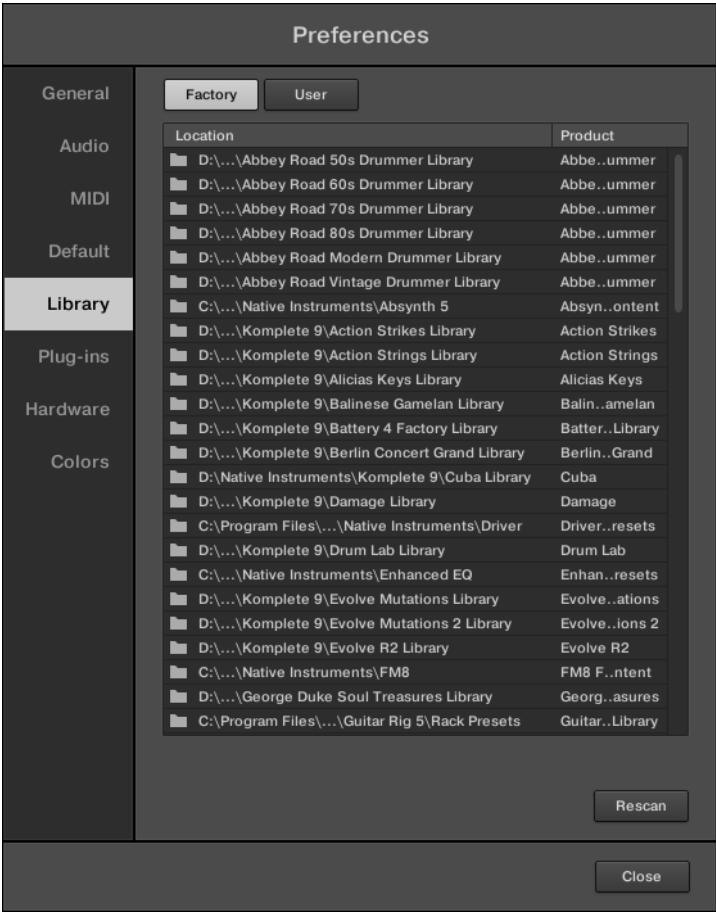 Preferences
General
Audio
MIDI
Default
Library
Plug-ins
Hardware
Colors
Factory User
Location Product
D:\...\Abbey Road 50s Drummer Library Abbe..ummer
D:\...\Abbey Road 60s Drummer Library Abbe..ummer
D:\...\Abbey Road 70s Drummer Library Abbe..ummer
D:\...\Abbey Road 80s Drummer Library Abbe..ummer
D:\...\Abbey Road Modern Drummer Library Abbe..ummer
D:\...\Abbey Road Vintage Drummer Library Abbe..ummer
C:\...\Native Instruments\Absynth 5 Absyn..ontent
D:\...\Komplete 9\Action Strikes Library Action Strikes
D:\...\Komplete 9\Action Strings Library Action Strings
D:\...\Komplete 9\Alicias Keys Library Alicias Keys
D:\...\Komplete 9\Balinese Gamelan Library Balin..amelan
D:\...\Komplete 9\Battery 4 Factory Library Batter..Library
D:\...\Komplete 9\Berlin Concert Grand Library Berlin..Grand
D:\Native Instruments\Komplete 9\Cuba Library Cuba
D:\...\Komplete 9\Damage Library Damage
C:\Program Files\...\Native Instruments\Driver Driver..resets
D:\...\Komplete 9\Drum Lab Library Drum Lab
C:\...\Native Instruments\Enhanced EQ Enhan..resets
D:\...\Komplete 9\Evolve Mutations Library Evolve..ations
D:\...\Komplete 9\Evolve Mutations 2 Library Evolve..ions 2
D:\...\Komplete 9\Evolve R2 Library Evolve R2
C:\...\Native Instruments\FM8 FM8 F..ntent
D:\...\George Duke Soul Treasures Library Georg..asures
C:\Program Files\...\Guitar Rig 5\Rack Presets Guitar..Library
Rescan
Close